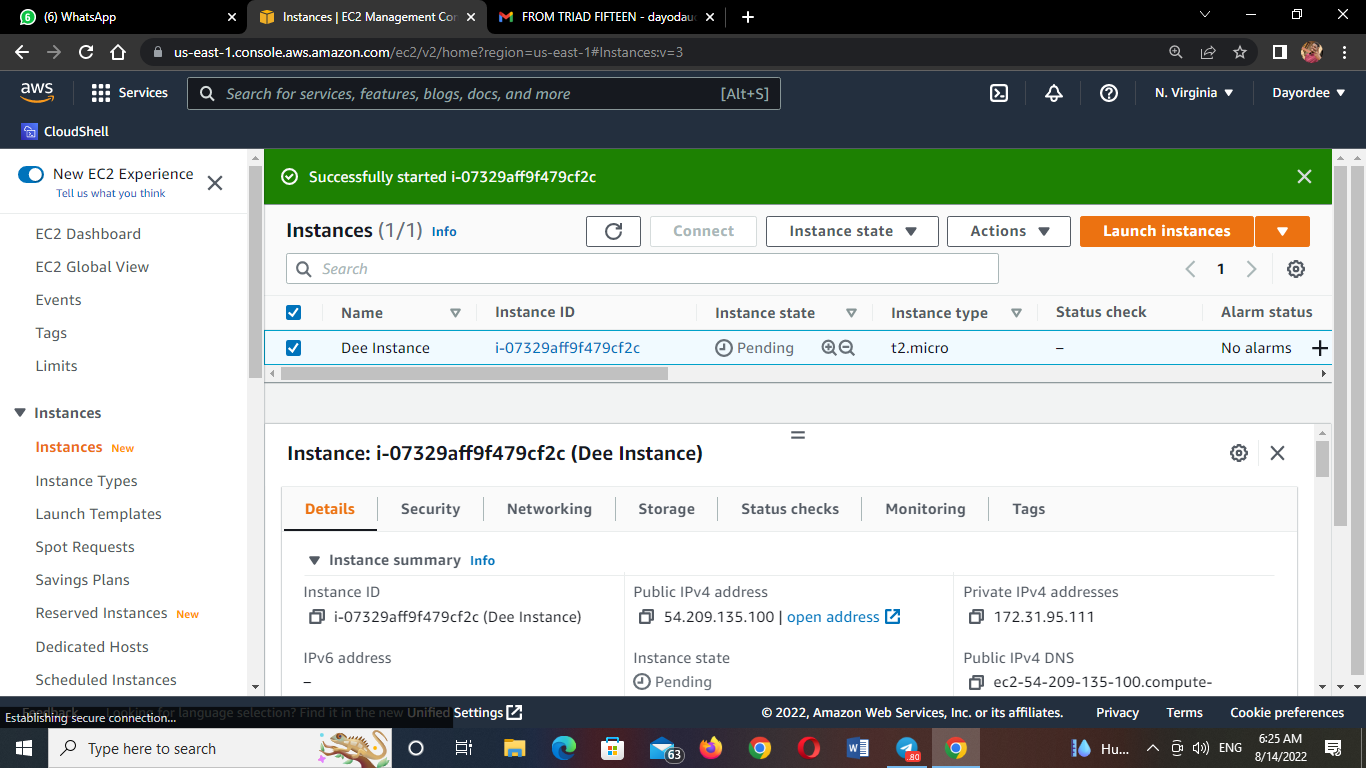 (6) WhatsApp
Instances | EC2 Management Con
FROM TRIAD FIFTEEN - dayodau
us-east-1.console.aws.amazon.com/ec2/v2/home?region=us-east-1#Instances:v=3
aws
Services
Search for services, features, blogs, docs, and more
[Alt+S]
N. Virginia
Dayordee
CloudShell
New EC2 Experience
Tell us what you think
EC2 Dashboard
EC2 Global View
Events
Tags
Limits
Instances
Instances New
Instance Types
Launch Templates
Spot Requests
Savings Plans
Reserved Instances New
Dedicated Hosts
Scheduled Instances
Successfully started i-07329aff9f479cf2c
Instances (1/1) Info
Connect
Instance state
Actions
Launch instances
Search
1
Name Instance ID Instance state Instance type Status check Alarm status
Dee Instance i-07329aff9f479cf2c Pending t2.micro – No alarms
Instance: i-07329aff9f479cf2c (Dee Instance)
Details Security Networking Storage Status checks Monitoring Tags
Instance summary Info
Instance ID
i-07329aff9f479cf2c (Dee Instance)
Public IPv4 address
54.209.135.100 | open address
Private IPv4 addresses
172.31.95.111
IPv6 address
–
Instance state
Pending
Public IPv4 DNS
ec2-54-209-135-100.compute-
Feedback Looking for language selection? Find it in the new Unified Settings
Establishing secure connection...
© 2022, Amazon Web Services, Inc. or its affiliates. Privacy Terms Cookie preferences
Type here to search
63
80
Hu...
ENG
6:25 AM
8/14/2022